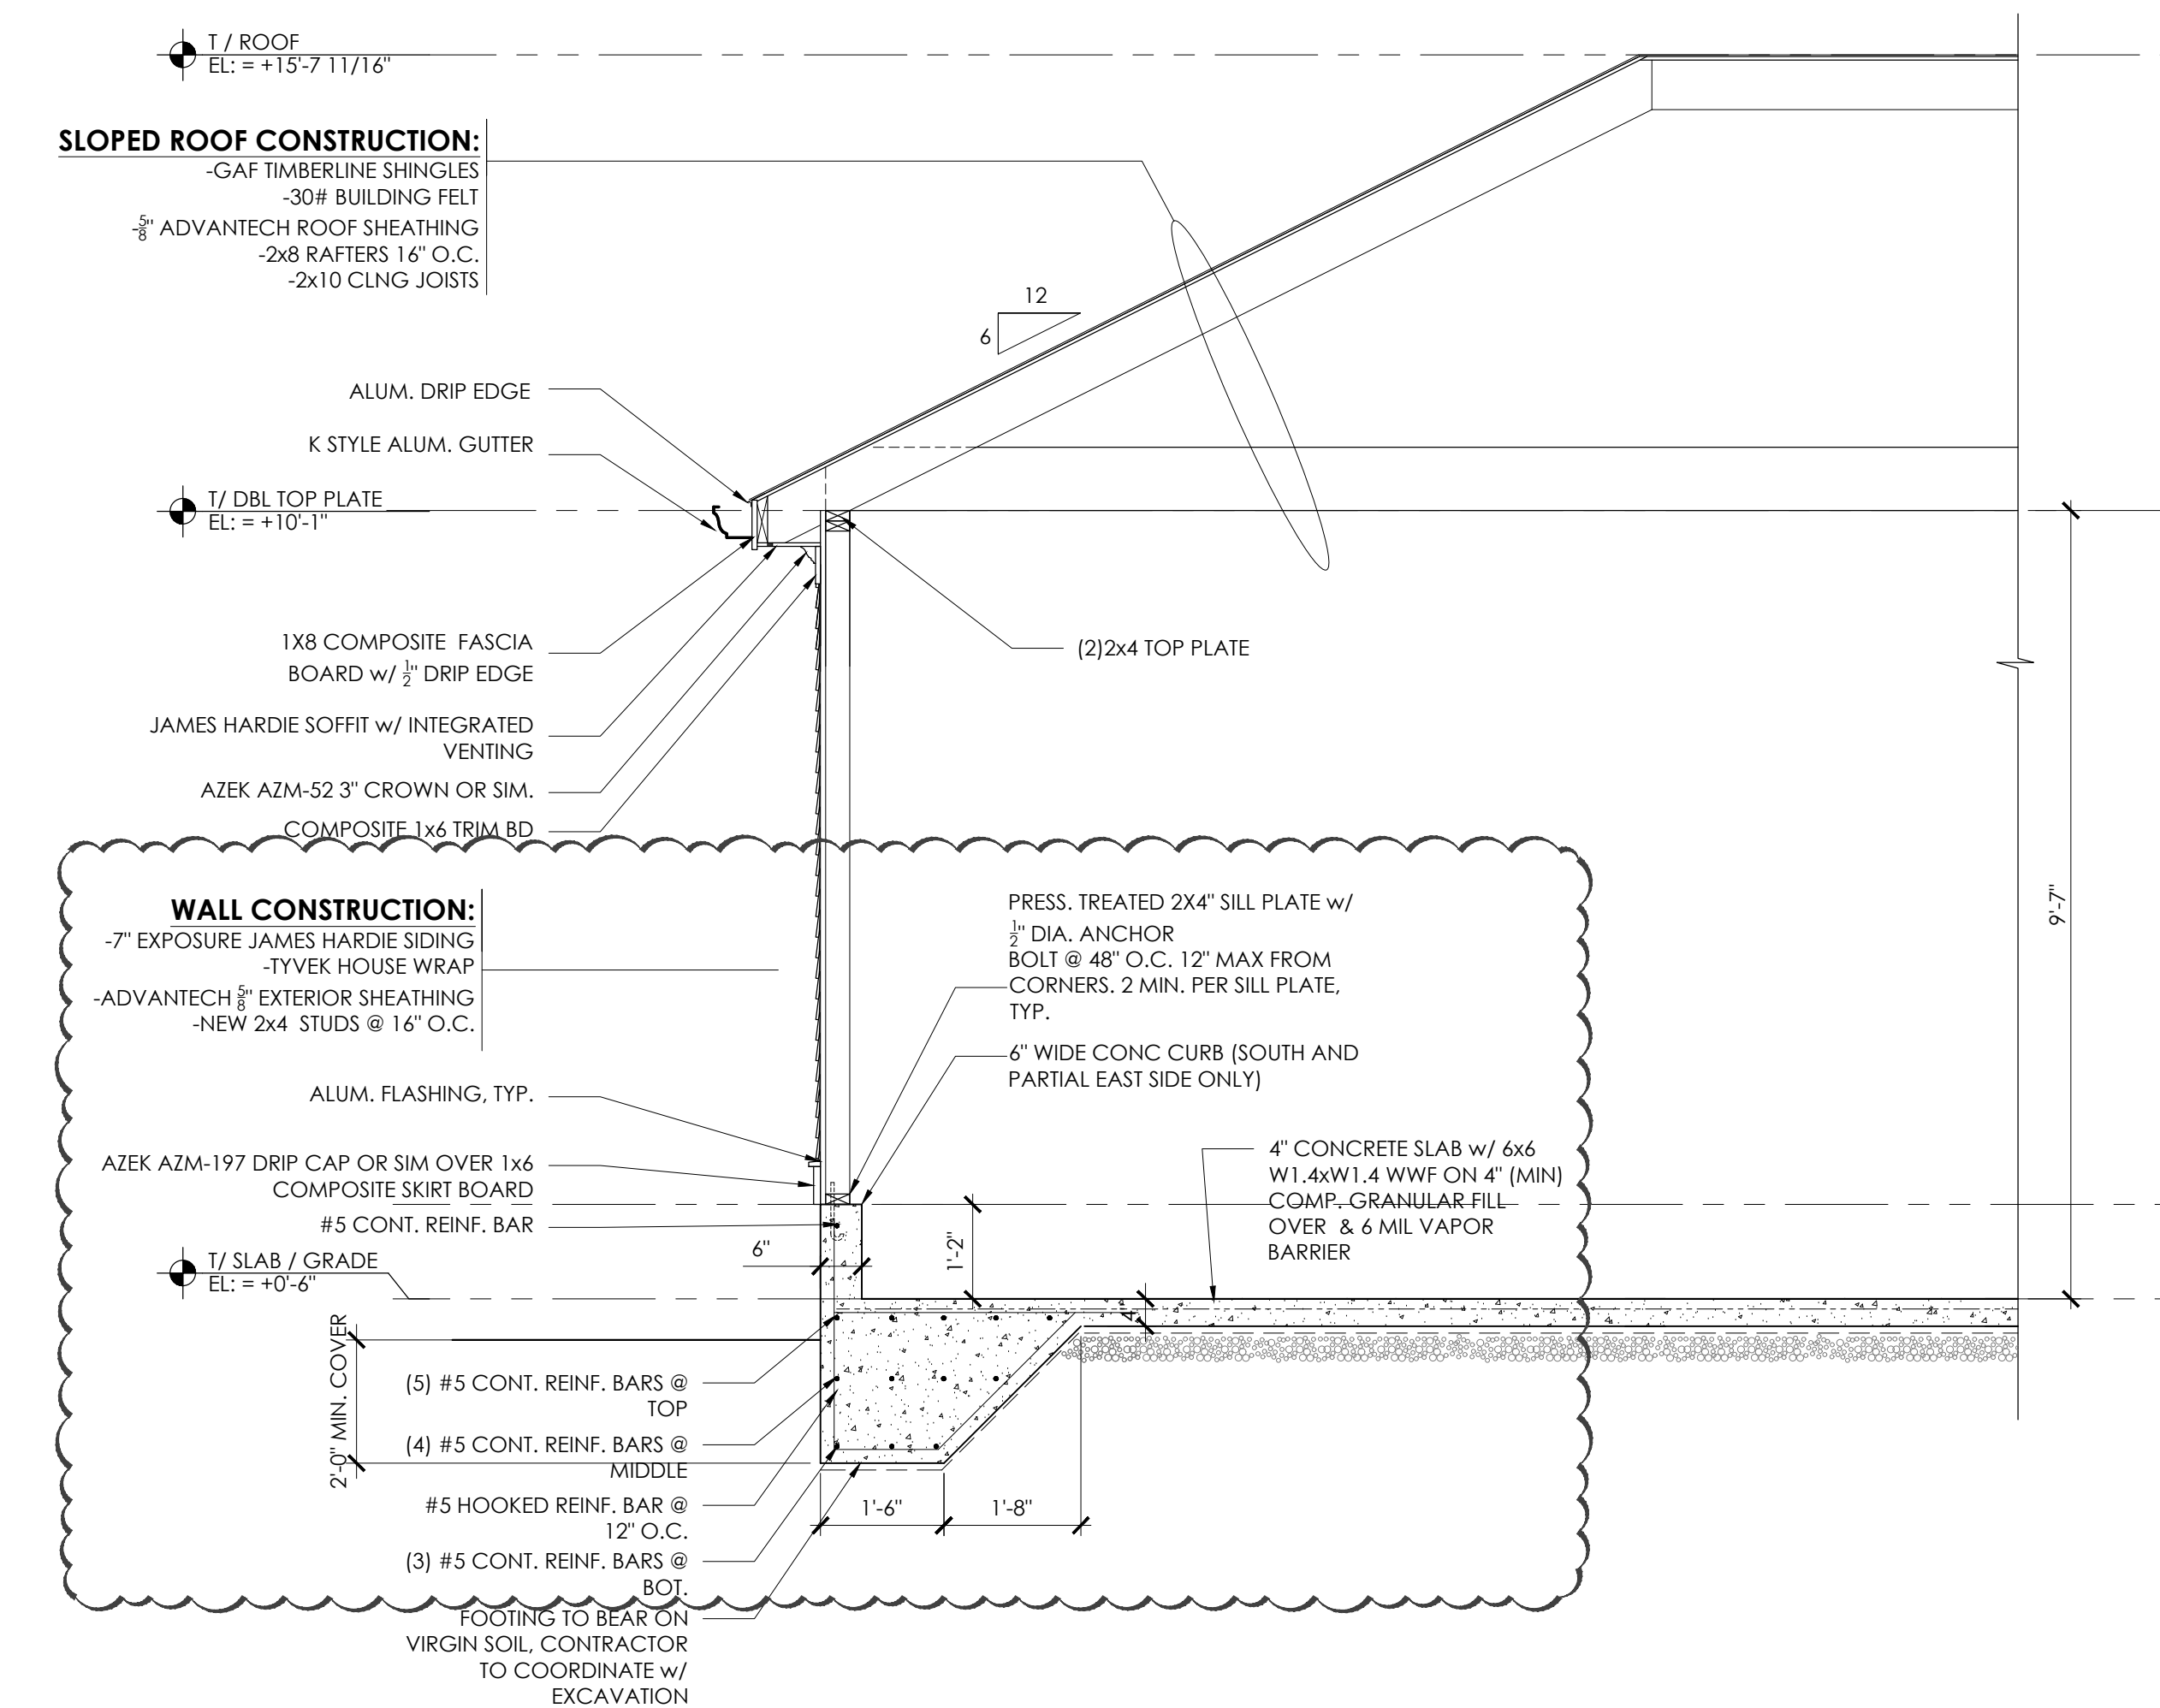 T / ROOF
EL: = +15'-7 11/16"
SLOPED ROOF CONSTRUCTION:
-GAF TIMBERLINE SHINGLES
-30# BUILDING FELT
-5/8" ADVANTECH ROOF SHEATHING
-2x8 RAFTERS 16" O.C.
-2x10 CLNG JOISTS
12
6
ALUM. DRIP EDGE
K STYLE ALUM. GUTTER
T/ DBL TOP PLATE
EL: = +10'-1"
1X8 COMPOSITE FASCIA
BOARD w/ 1/2" DRIP EDGE
(2)2x4 TOP PLATE
JAMES HARDIE SOFFIT w/ INTEGRATED
VENTING
AZEK AZM-52 3" CROWN OR SIM.
COMPOSITE 1x6 TRIM BD
9'-7"
WALL CONSTRUCTION:
-7" EXPOSURE JAMES HARDIE SIDING
-TYVEK HOUSE WRAP
-ADVANTECH 5/8" EXTERIOR SHEATHING
-NEW 2x4 STUDS @ 16" O.C.
PRESS. TREATED 2X4" SILL PLATE w/
1/2" DIA. ANCHOR
BOLT @ 48" O.C. 12" MAX FROM
CORNERS. 2 MIN. PER SILL PLATE,
TYP.
6" WIDE CONC CURB (SOUTH AND
PARTIAL EAST SIDE ONLY)
ALUM. FLASHING, TYP.
AZEK AZM-197 DRIP CAP OR SIM OVER 1x6
COMPOSITE SKIRT BOARD
#5 CONT. REINF. BAR
4" CONCRETE SLAB w/ 6x6
W1.4xW1.4 WWF ON 4" (MIN)
COMP. GRANULAR FILL
OVER & 6 MIL VAPOR
BARRIER
6"
1'-2"
T/ SLAB / GRADE
EL: = +0'-6"
4"
2'-0" MIN. COVER
(5) #5 CONT. REINF. BARS @
TOP
(4) #5 CONT. REINF. BARS @
MIDDLE
#5 HOOKED REINF. BAR @
12" O.C.
(3) #5 CONT. REINF. BARS @
BOT.
1'-6"
1'-8"
FOOTING TO BEAR ON
VIRGIN SOIL, CONTRACTOR
TO COORDINATE w/
EXCAVATION